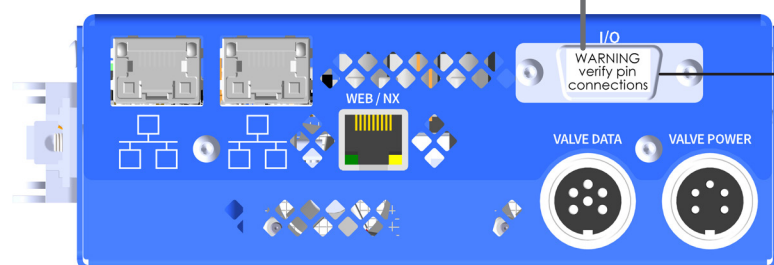 I/O
WARNING
verify pin
connections
WEB / NX
VALVE DATA
VALVE POWER